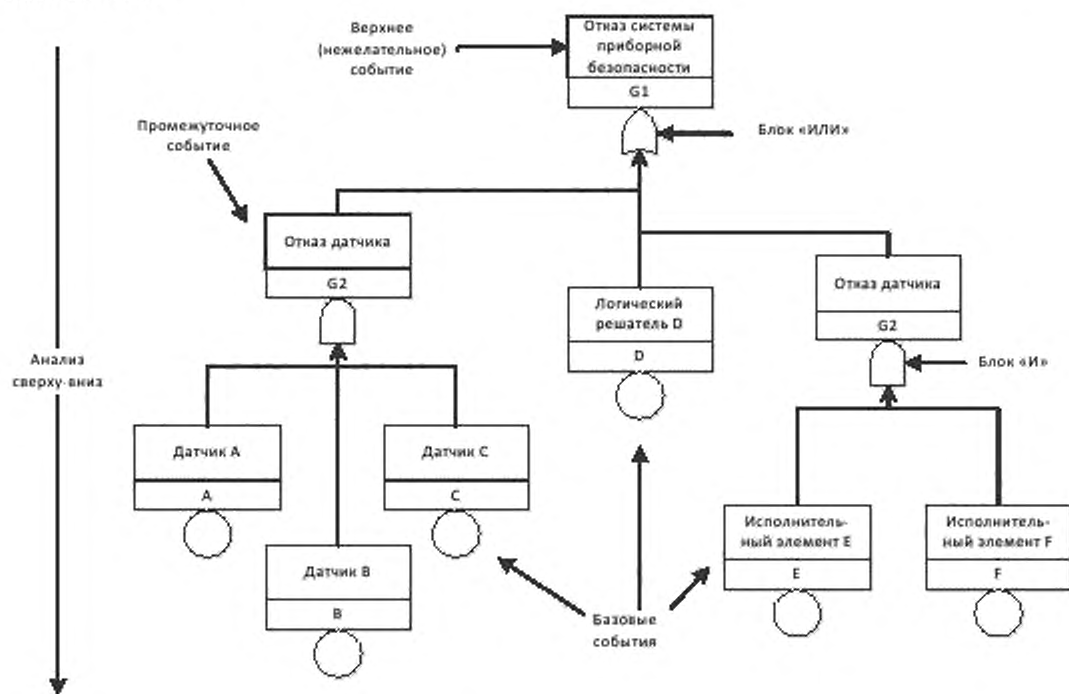 Верхнее
(нежелательное)
событие
Отказ системы
приборной
безопасности
G1
Блок «ИЛИ»
Промежуточное
событие
Отказ датчика
G2
Логический
решатель D
D
Отказ датчика
G2
Блок «И»
Анализ
сверху-вниз
Датчик A
A
Датчик C
C
Датчик B
B
Исполнитель-
ный элемент E
E
Исполнитель-
ный элемент F
F
Базовые
события